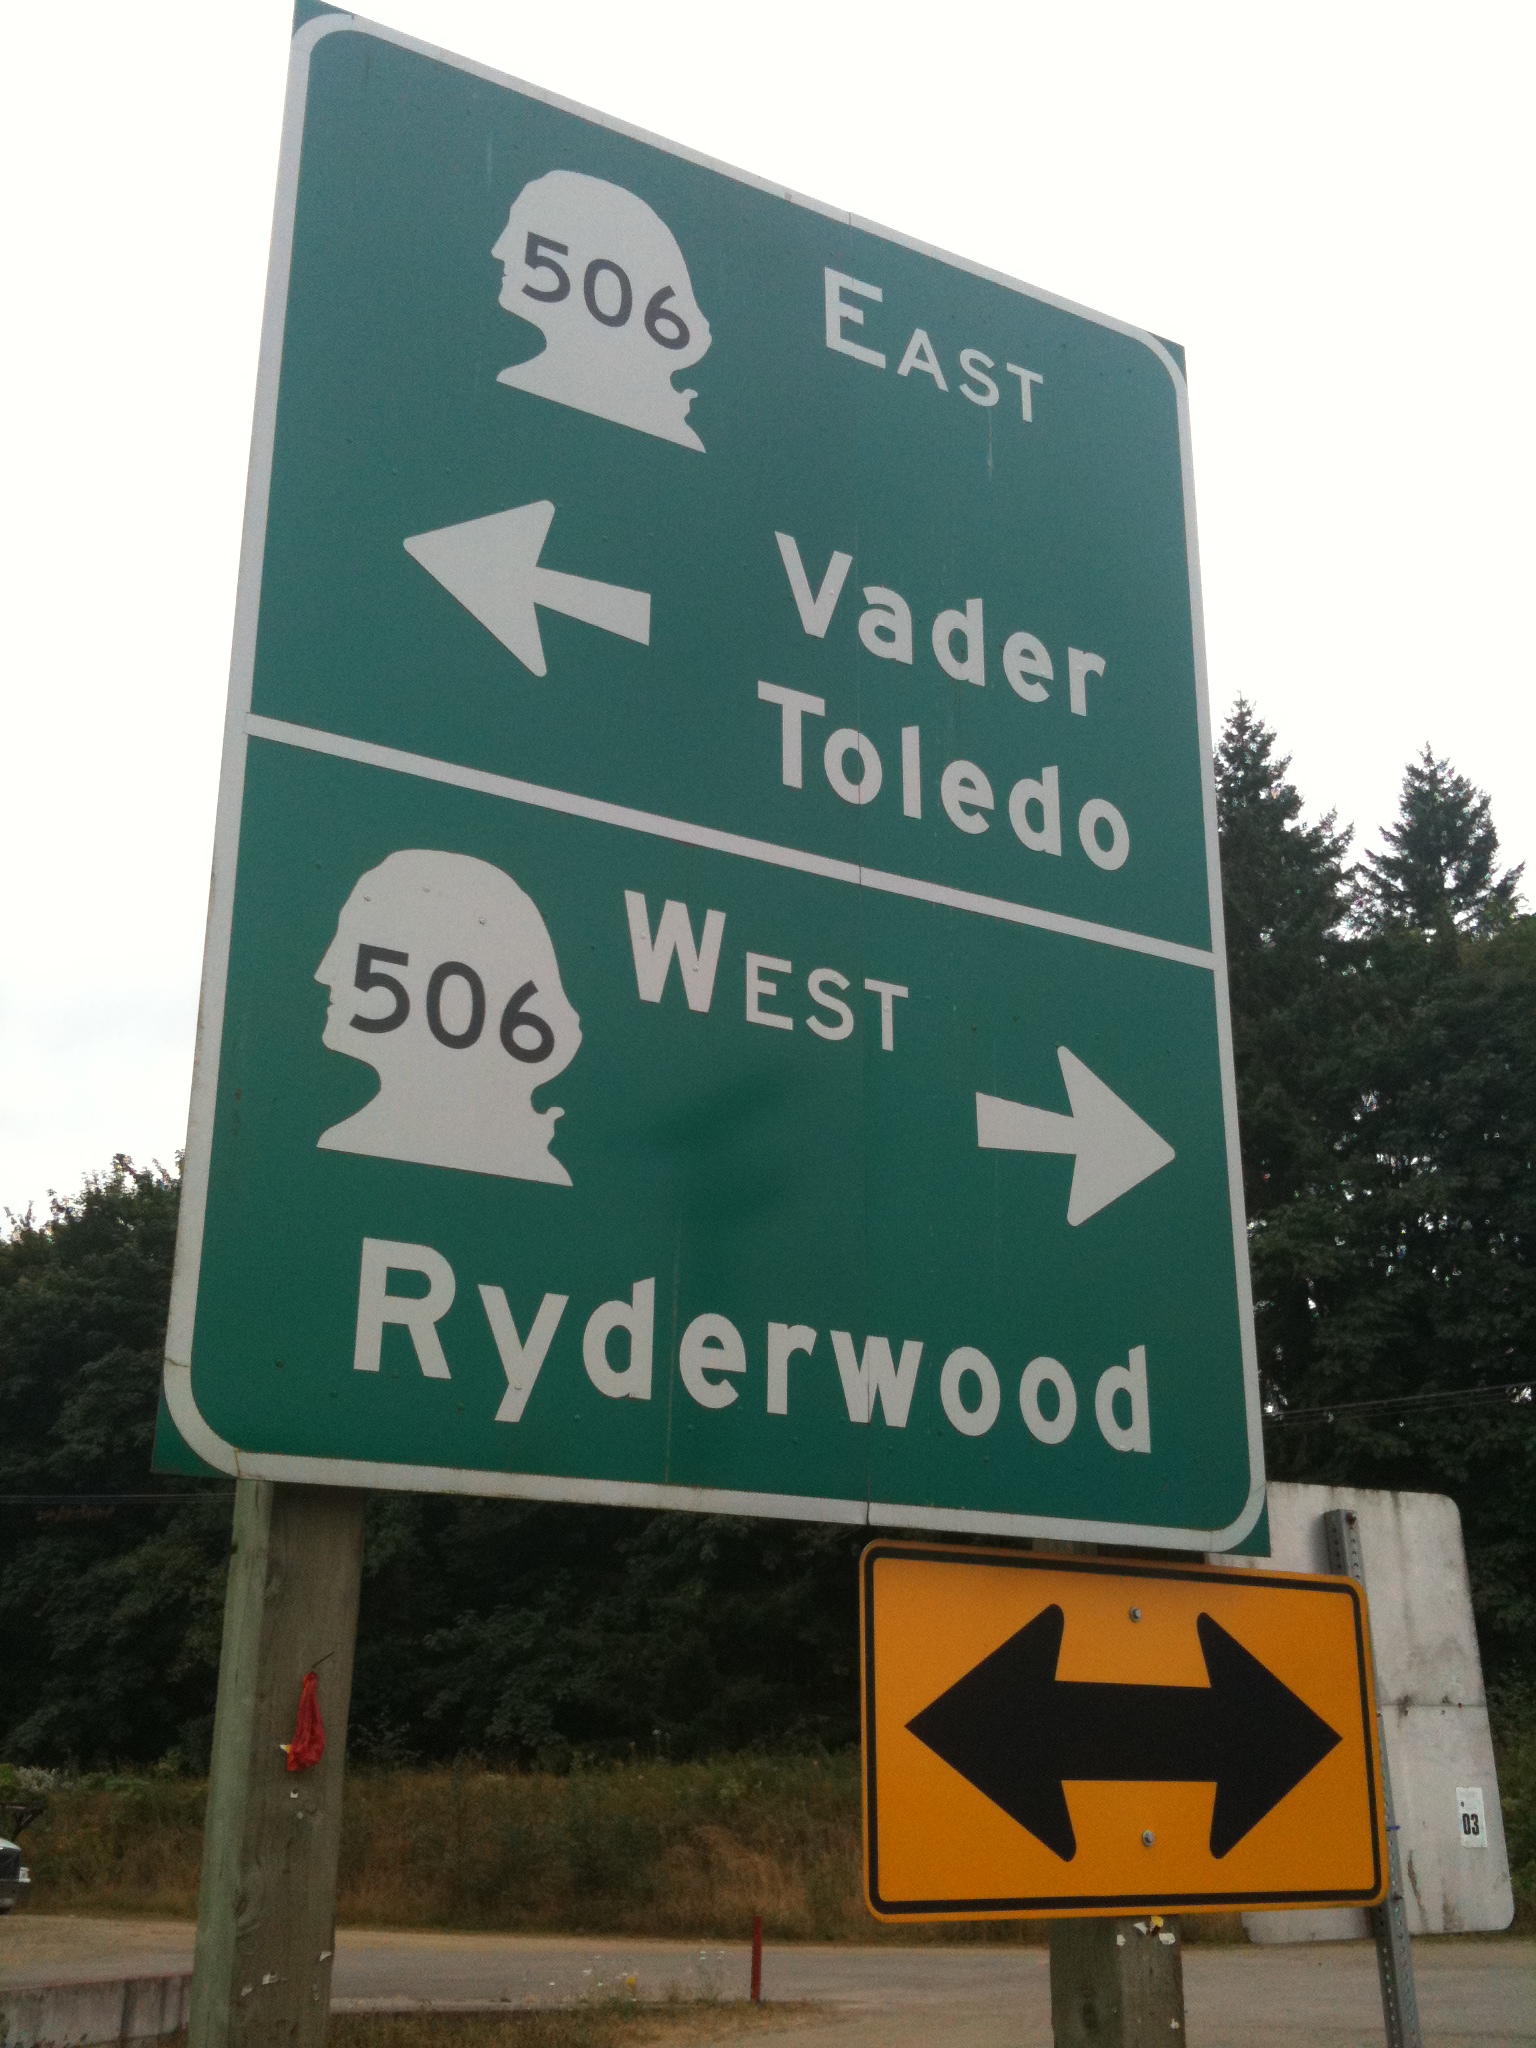 506 EAST
Vader
Toledo
506 WEST
Ryderwood
03